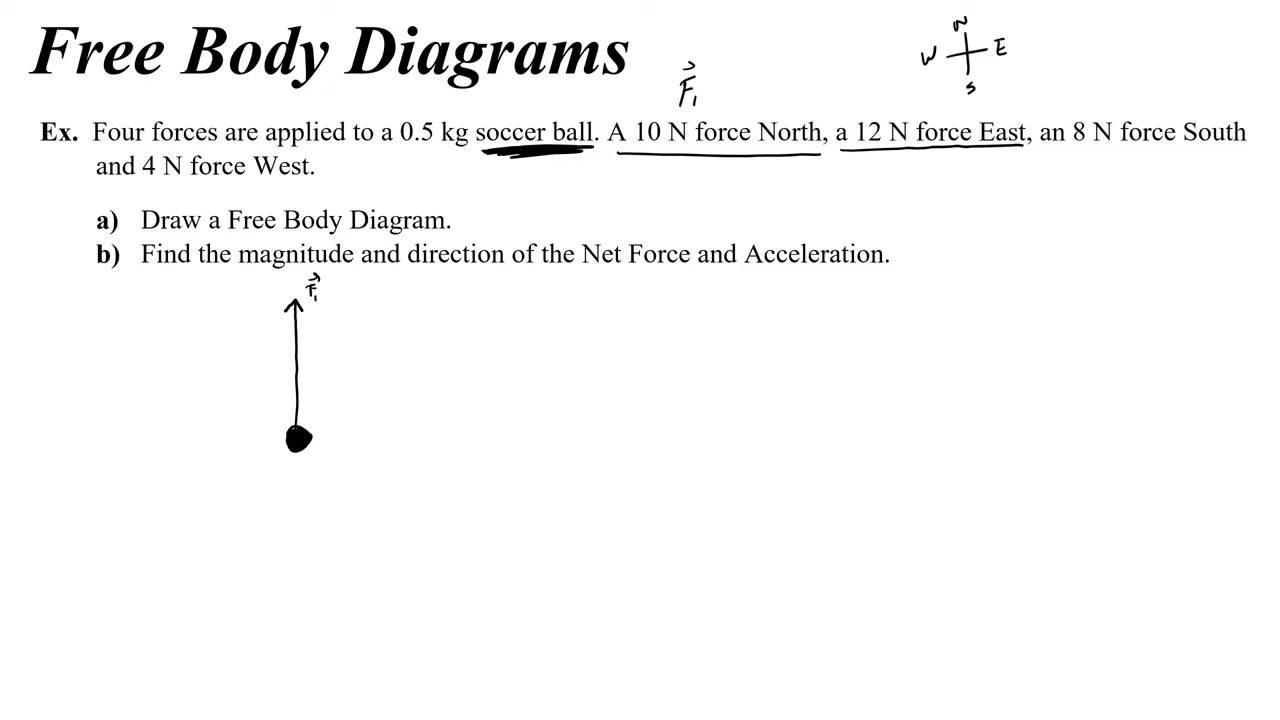 Free Body Diagrams
N
W E
S
F₁
Ex. Four forces are applied to a 0.5 kg soccer ball. A 10 N force North, a 12 N force East, an 8 N force South
and 4 N force West.
a) Draw a Free Body Diagram.
b) Find the magnitude and direction of the Net Force and Acceleration.
F₁